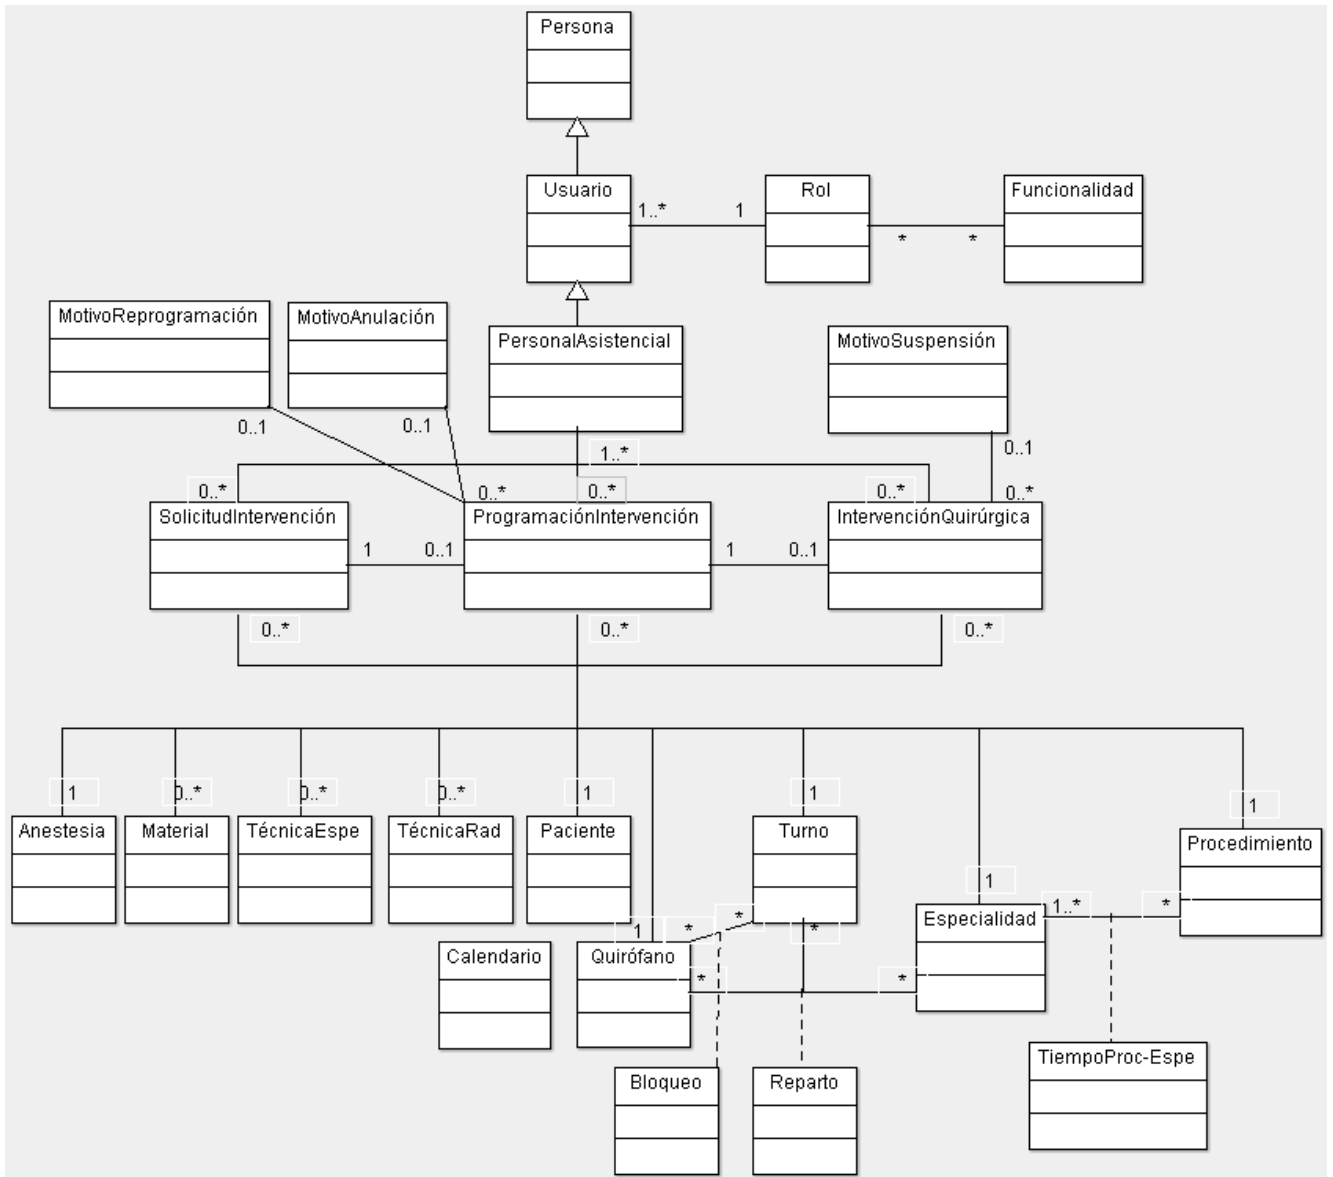 Persona
Usuario
Rol
Funcionalidad
1..*
1
*
*
MotivoReprogramación
MotivoAnulación
PersonalAsistencial
MotivoSuspensión
0..1
0..1
1..*
0..1
0..*
0..*
0..*
0..*
0..*
SolicitudIntervención
ProgramaciónIntervención
IntervenciónQuirúrgica
1
0..1
1
0..1
0..*
0..*
0..*
1
0..*
0..*
0..*
1
1
1
Anestesia
Material
TécnicaEspe
TécnicaRad
Paciente
Turno
Procedimiento
1
1..*
*
1
*
*
*
Especialidad
Calendario
Quirófano
*
*
TiempoProc-Espe
Bloqueo
Reparto